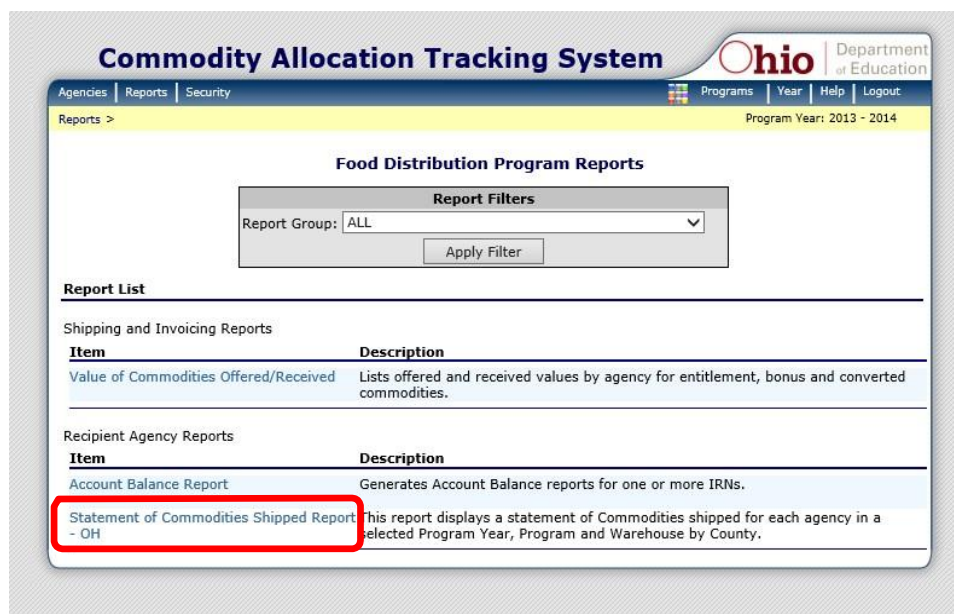 Commodity Allocation Tracking System
Ohio Department of Education
Agencies | Reports | Security Programs | Year | Help | Logout
Reports > Program Year: 2013 - 2014
Food Distribution Program Reports
Report Filters
Report Group: ALL
Apply Filter
Report List
Shipping and Invoicing Reports
Item Description
Value of Commodities Offered/Received Lists offered and received values by agency for entitlement, bonus and converted
commodities.
Recipient Agency Reports
Item Description
Account Balance Report Generates Account Balance reports for one or more IRNs.
Statement of Commodities Shipped Report This report displays a statement of Commodities shipped for each agency in a
- OH selected Program Year, Program and Warehouse by County.